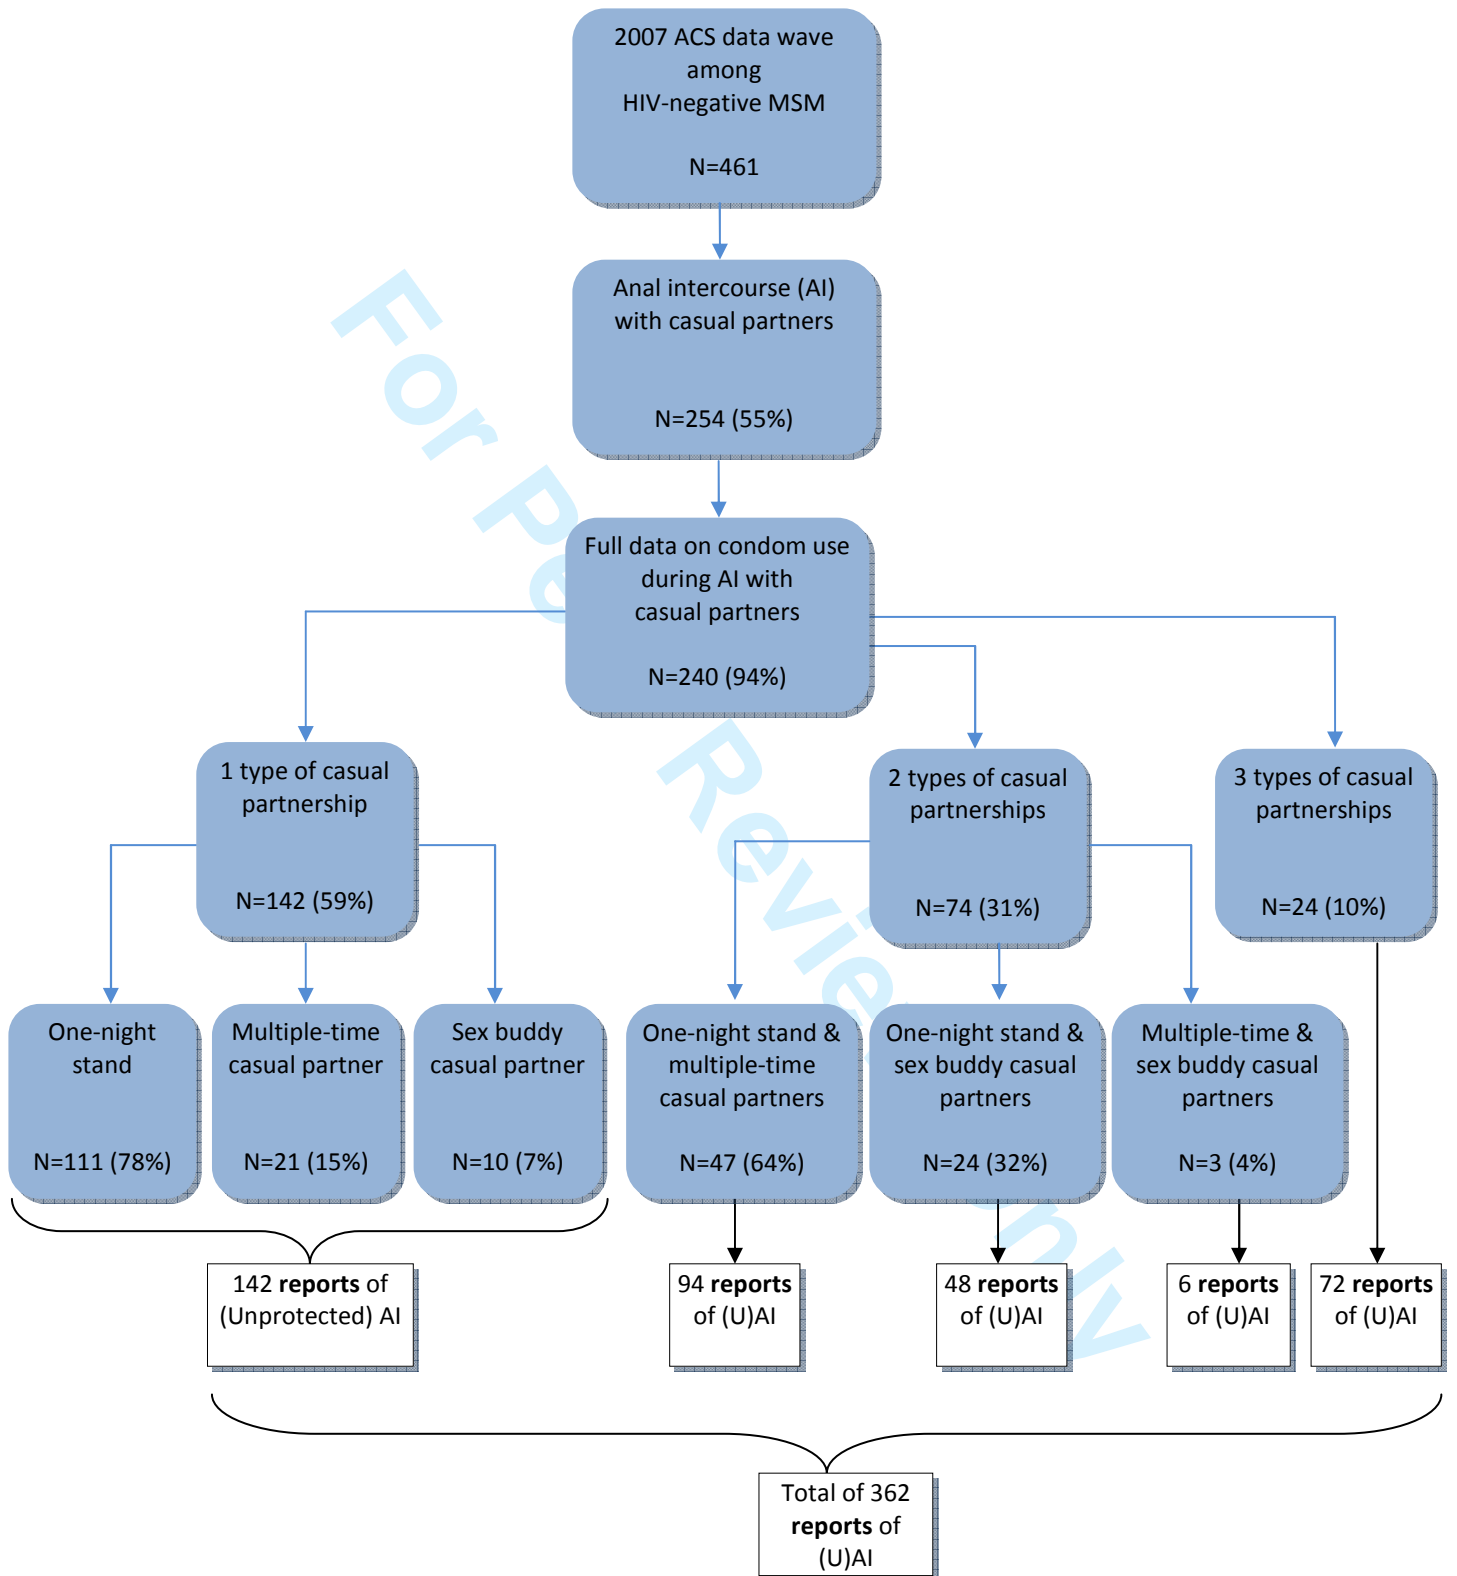 2007 ACS data wave
among
HIV-negative MSM
N=461
Anal intercourse (AI)
with casual partners
N=254 (55%)
Full data on condom use
during AI with
casual partners
N=240 (94%)
1 type of casual
partnership
N=142 (59%)
2 types of casual
partnerships
N=74 (31%)
3 types of casual
partnerships
N=24 (10%)
One-night
stand
N=111 (78%)
Multiple-time
casual partner
N=21 (15%)
Sex buddy
casual partner
N=10 (7%)
One-night stand &
multiple-time
casual partners
N=47 (64%)
One-night stand &
sex buddy casual
partners
N=24 (32%)
Multiple-time &
sex buddy casual
partners
N=3 (4%)
142 reports of
(Unprotected) AI
94 reports
of (U)AI
48 reports
of (U)AI
6 reports
of (U)AI
72 reports
of (U)AI
Total of 362
reports of
(U)AI
For Peer Review Only